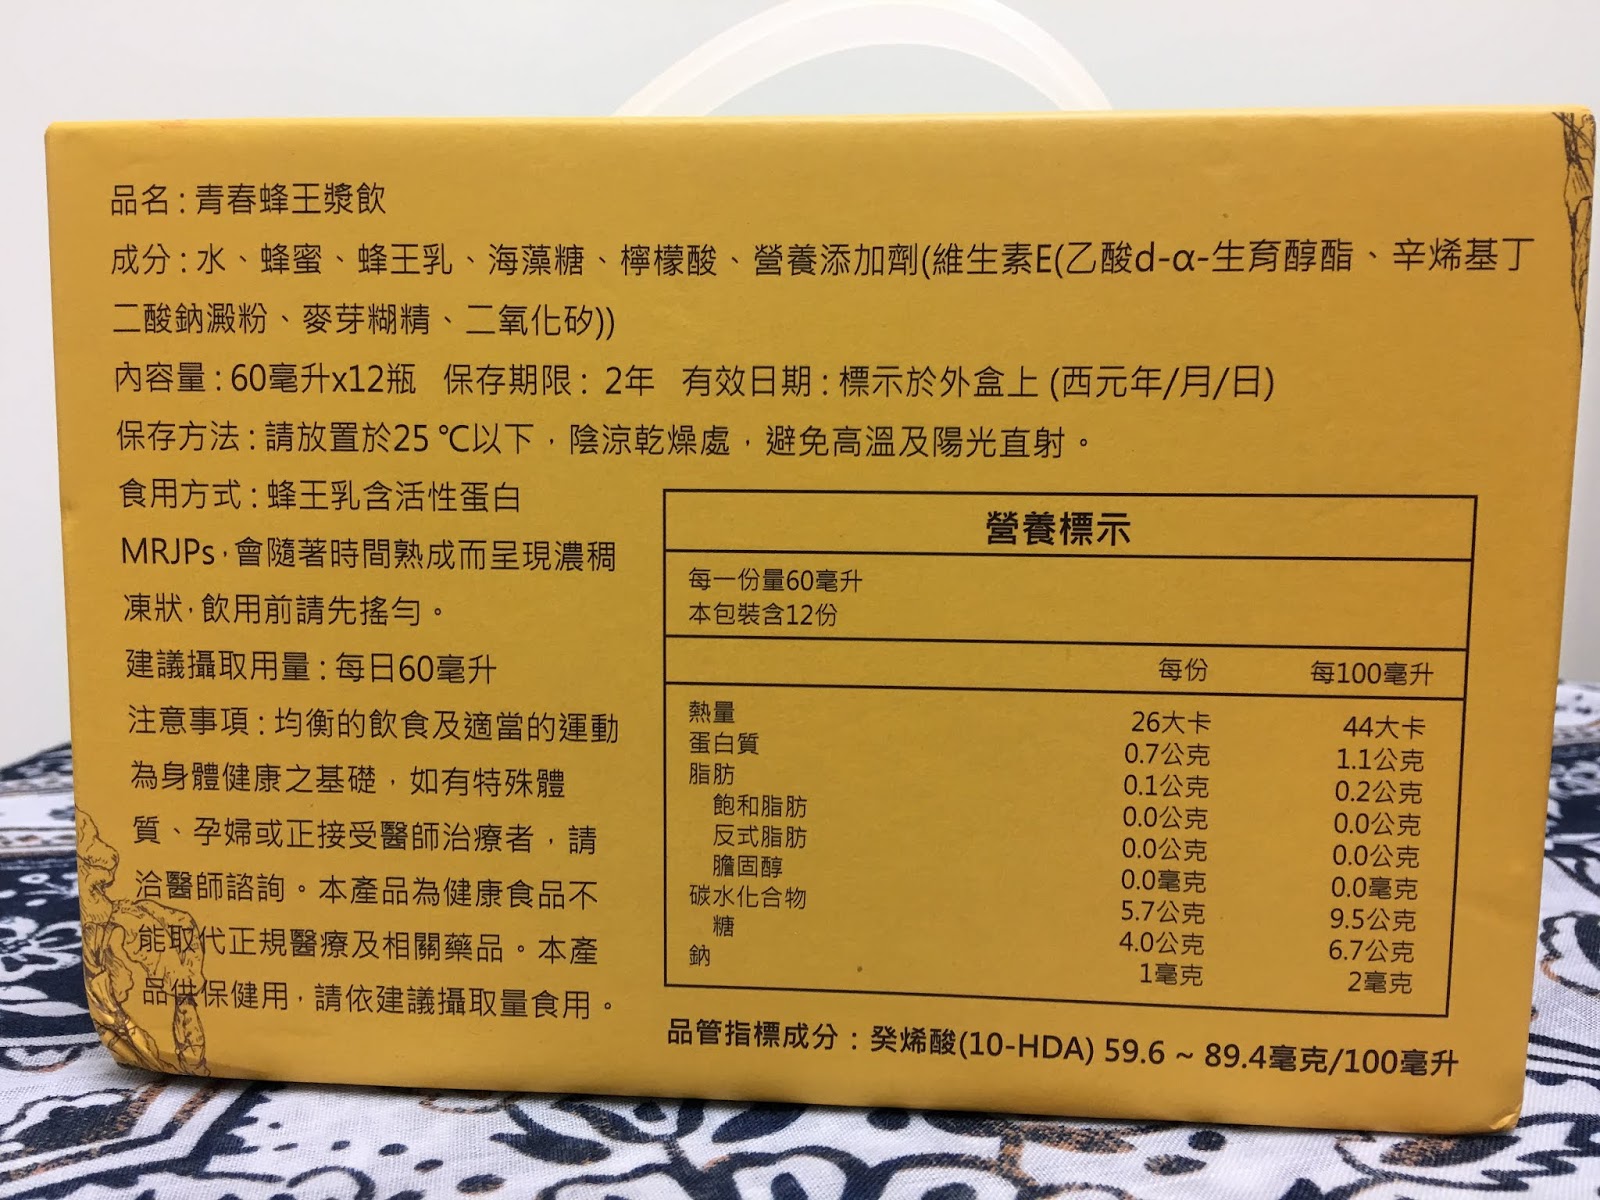 品名:青春蜂王漿飲
成分:水、蜂蜜、蜂王乳、海藻糖、檸檬酸、營養添加劑(維生素E(乙酸d-α-生育醇酯、辛烯基丁
二酸鈉澱粉、麥芽糊精、二氧化矽))
內容量:60毫升x12瓶 保存期限:2年 有效日期:標示於外盒上 (西元年/月/日)
保存方法:請放置於25℃以下,陰涼乾燥處,避免高溫及陽光直射。
食用方式:蜂王乳含活性蛋白
MRJPs,會隨著時間熟成而呈現濃稠
凍狀,飲用前請先搖勻。
建議攝取用量:每日60毫升
注意事項:均衡的飲食及適當的運動
為身體健康之基礎,如有特殊體
質、孕婦或正接受醫師治療者,請
洽醫師諮詢。本產品為健康食品不
能取代正規醫療及相關藥品。本產
品供保健用,請依建議攝取量食用。
營養標示
每一份量60毫升
本包裝含12份
每份 每100毫升
熱量 26大卡 44大卡
蛋白質 0.7公克 1.1公克
脂肪 0.1公克 0.2公克
飽和脂肪 0.0公克 0.0公克
反式脂肪 0.0公克 0.0公克
膽固醇 0.0毫克 0.0毫克
碳水化合物 5.7公克 9.5公克
糖 4.0公克 6.7公克
鈉 1毫克 2毫克
品管指標成分:癸烯酸(10-HDA) 59.6 ~ 89.4毫克/100毫升